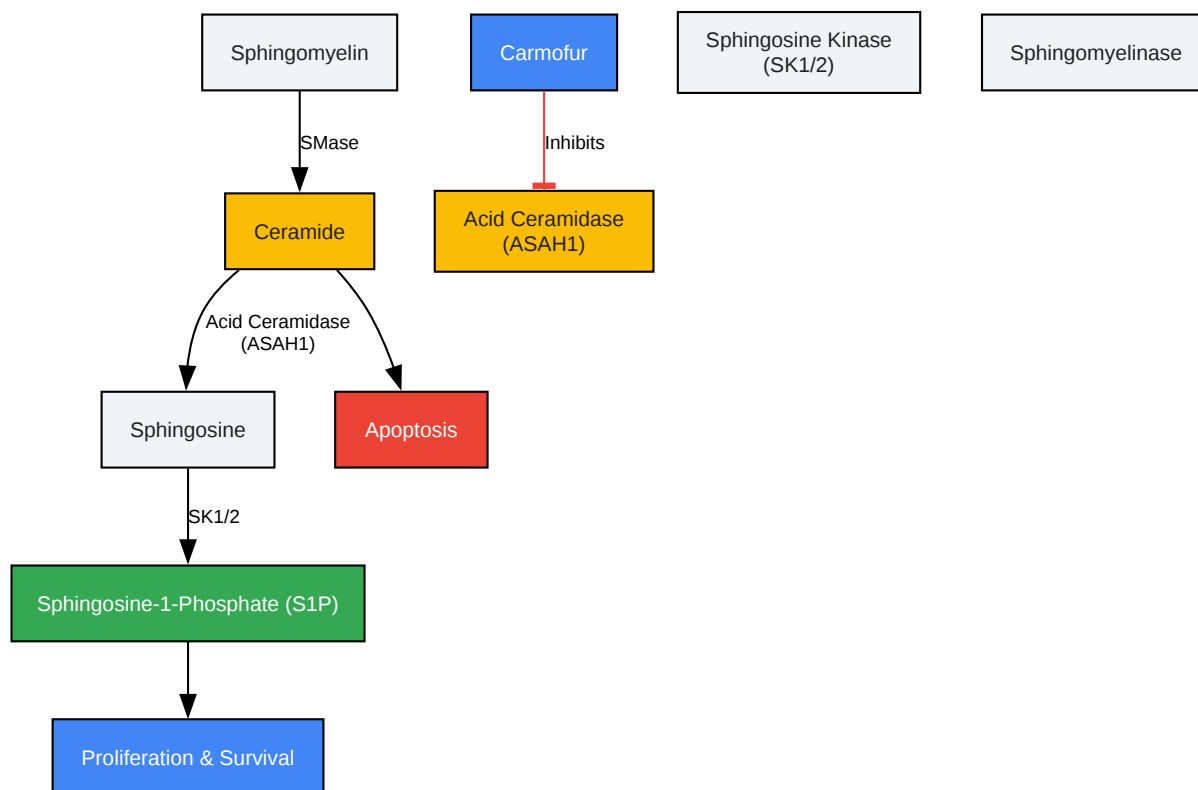 Sphingomyelin
Carmofur
Sphingosine Kinase
(SK1/2)
Sphingomyelinase
SMase
Inhibits
Ceramide
Acid Ceramidase
(ASAH1)
Acid Ceramidase
(ASAH1)
Sphingosine
Apoptosis
SK1/2
Sphingosine-1-Phosphate (S1P)
Proliferation & Survival